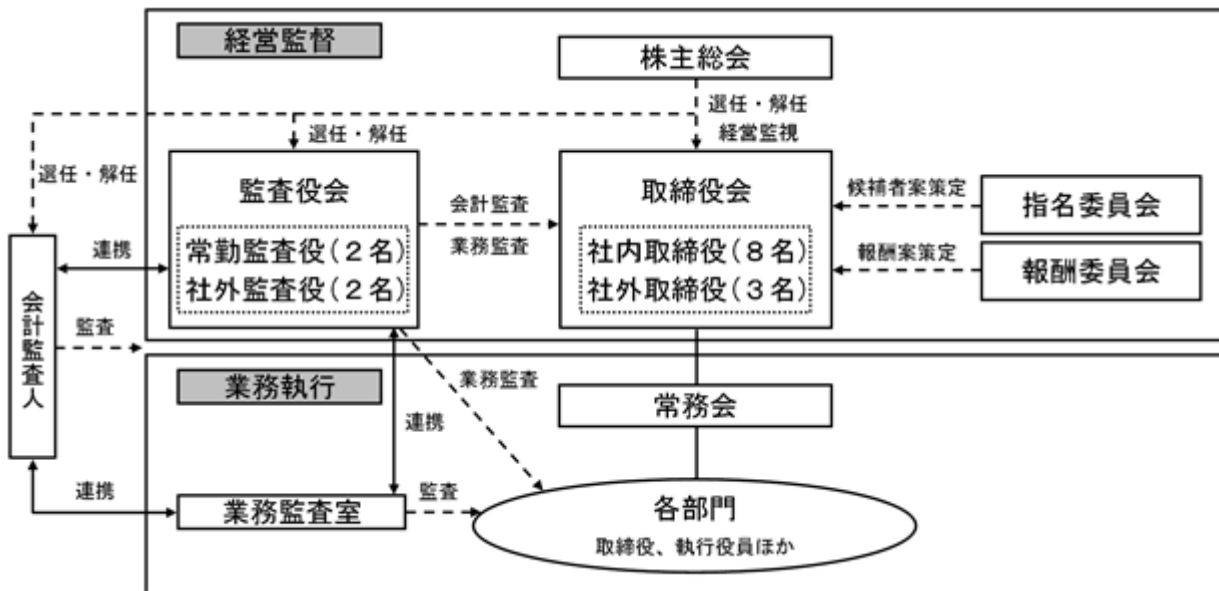 経営監督
株主総会
選任・解任
経営監視
選任・解任
選任・解任
監査役会
常勤監査役(2名)
社外監査役(2名)
会計監査
業務監査
取締役会
社内取締役(8名)
社外取締役(3名)
候補者案策定
指名委員会
報酬案策定
報酬委員会
連携
会計監査人
監査
業務執行
業務監査
常務会
連携
連携
業務監査室
監査
各部門
取締役、執行役員ほか